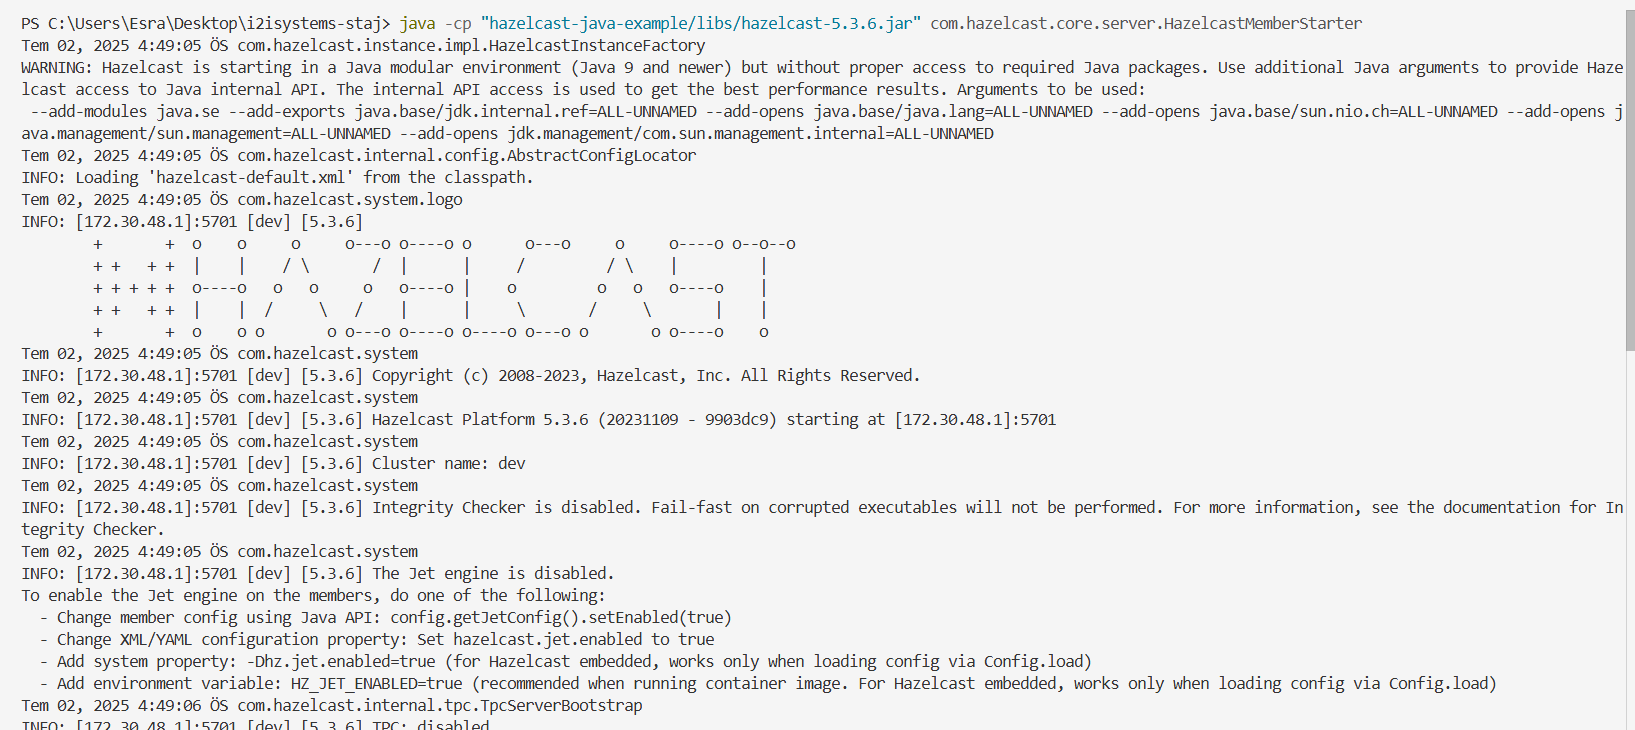 PS C:\Users\Esra\Desktop\i2isystems-staj> java -cp "hazelcast-java-example/libs/hazelcast-5.3.6.jar" com.hazelcast.core.server.HazelcastMemberStarter
Tem 02, 2025 4:49:05 ÖS com.hazelcast.instance.impl.HazelcastInstanceFactory
WARNING: Hazelcast is starting in a Java modular environment (Java 9 and newer) but without proper access to required Java packages. Use additional Java arguments to provide Haze
lcast access to Java internal API. The internal API access is used to get the best performance results. Arguments to be used:
 --add-modules java.se --add-exports java.base/jdk.internal.ref=ALL-UNNAMED --add-opens java.base/java.lang=ALL-UNNAMED --add-opens java.base/sun.nio.ch=ALL-UNNAMED --add-opens j
ava.management/sun.management=ALL-UNNAMED --add-opens jdk.management/com.sun.management.internal=ALL-UNNAMED
Tem 02, 2025 4:49:05 ÖS com.hazelcast.internal.config.AbstractConfigLocator
INFO: Loading 'hazelcast-default.xml' from the classpath.
Tem 02, 2025 4:49:05 ÖS com.hazelcast.system.logo
INFO: [172.30.48.1]:5701 [dev] [5.3.6]
        +       +  o    o     o     o---o o----o o      o---o     o     o----o o--o--o
        + +   + +  |    |    / \       /  |      |     /         / \    |         |
        + + + + +  o----o   o   o     o   o----o |    o         o   o   o----o    |
        + +   + +  |    |  /     \   /    |      |     \       /     \       |    |
        +       +  o    o o       o o---o o----o o----o o---o o       o o----o    o
Tem 02, 2025 4:49:05 ÖS com.hazelcast.system
INFO: [172.30.48.1]:5701 [dev] [5.3.6] Copyright (c) 2008-2023, Hazelcast, Inc. All Rights Reserved.
Tem 02, 2025 4:49:05 ÖS com.hazelcast.system
INFO: [172.30.48.1]:5701 [dev] [5.3.6] Hazelcast Platform 5.3.6 (20231109 - 9903dc9) starting at [172.30.48.1]:5701
Tem 02, 2025 4:49:05 ÖS com.hazelcast.system
INFO: [172.30.48.1]:5701 [dev] [5.3.6] Cluster name: dev
Tem 02, 2025 4:49:05 ÖS com.hazelcast.system
INFO: [172.30.48.1]:5701 [dev] [5.3.6] Integrity Checker is disabled. Fail-fast on corrupted executables will not be performed. For more information, see the documentation for In
tegrity Checker.
Tem 02, 2025 4:49:05 ÖS com.hazelcast.system
INFO: [172.30.48.1]:5701 [dev] [5.3.6] The Jet engine is disabled.
To enable the Jet engine on the members, do one of the following:
  - Change member config using Java API: config.getJetConfig().setEnabled(true)
  - Change XML/YAML configuration property: Set hazelcast.jet.enabled to true
  - Add system property: -Dhz.jet.enabled=true (for Hazelcast embedded, works only when loading config via Config.load)
  - Add environment variable: HZ_JET_ENABLED=true (recommended when running container image. For Hazelcast embedded, works only when loading config via Config.load)
Tem 02, 2025 4:49:06 ÖS com.hazelcast.internal.tpc.TpcServerBootstrap
INFO: [172.30.48.1]:5701 [dev] [5.3.6] TPC: disabled